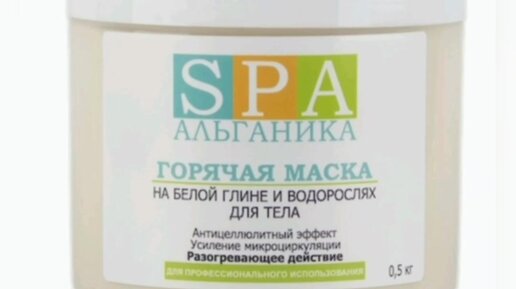 SPA
АЛЬГАНИКА
ГОРЯЧАЯ МАСКА
НА БЕЛОЙ ГЛИНЕ И ВОДОРОСЛЯХ
ДЛЯ ТЕЛА
Антицеллюлитный эффект
Усиление микроциркуляции
Разогревающее действие
ДЛЯ ПРОФЕССИОНАЛЬНОГО ИСПОЛЬЗОВАНИЯ
0,5 кг